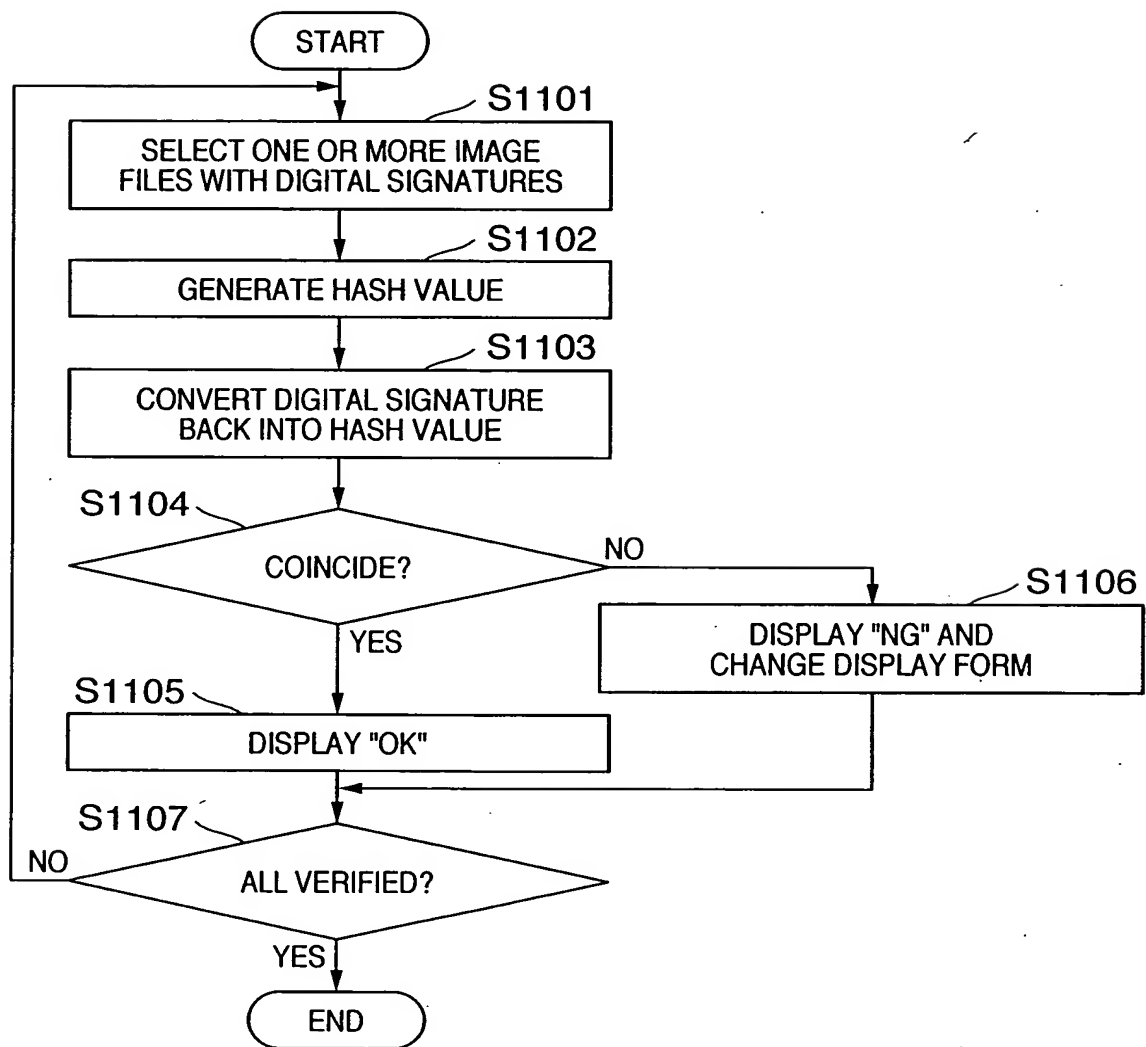 START
S1101
SELECT ONE OR MORE IMAGE
FILES WITH DIGITAL SIGNATURES
S1102
GENERATE HASH VALUE
S1103
CONVERT DIGITAL SIGNATURE
BACK INTO HASH VALUE
S1104
COINCIDE?
NO
S1106
DISPLAY "NG" AND
CHANGE DISPLAY FORM
YES
S1105
DISPLAY "OK"
S1107
NO
ALL VERIFIED?
YES
END